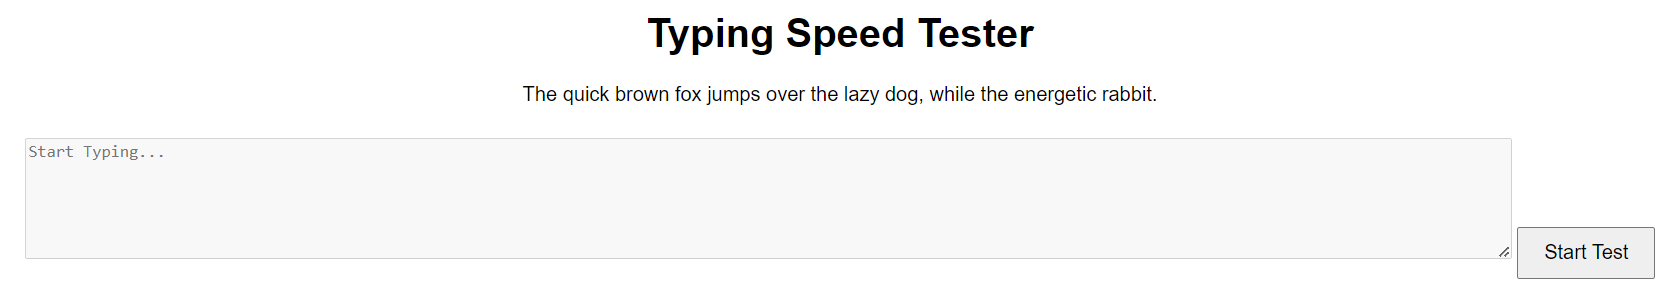 Typing Speed Tester
The quick brown fox jumps over the lazy dog, while the energetic rabbit.
Start Typing...
Start Test